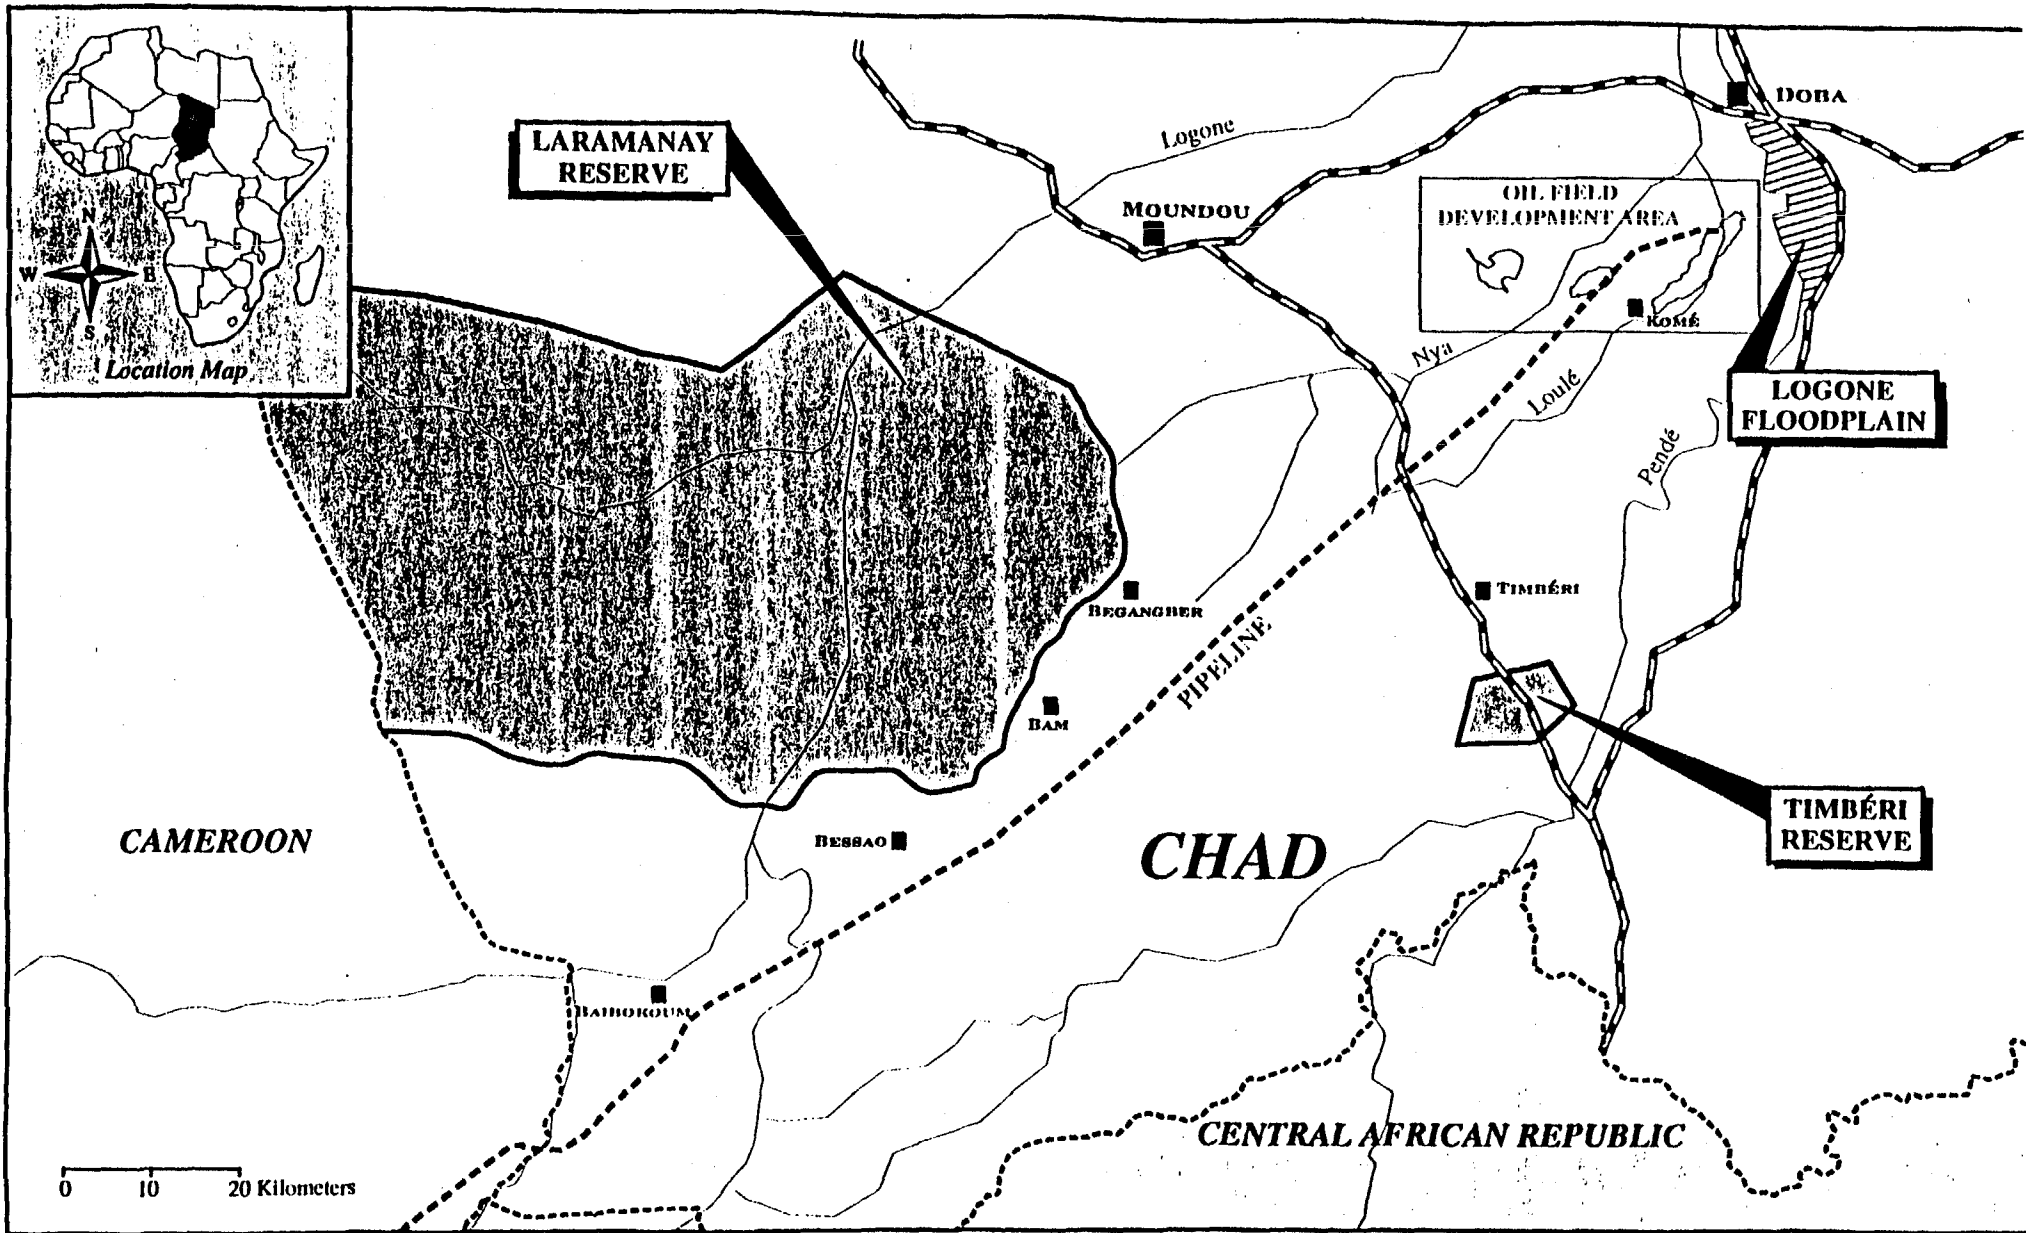 N
W E
S
Location Map
LARAMANAY
RESERVE
Logone
DOBA
MOUNDOU
OIL FIELD
DEVELOPMENT AREA
KOMÉ
Nya
Loulé
LOGONE
FLOODPLAIN
Pendé
BEGANGBER
TIMBÉRI
PIPELINE
BAM
TIMBÉRI
RESERVE
CAMEROON
BESSAO
CHAD
BAIBOKOUM
CENTRAL AFRICAN REPUBLIC
0 10 20 Kilometers